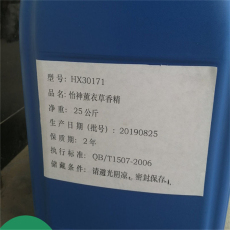 型号：HX30171
品名：怡神薰衣草香精
净重：25公斤
生产日期（批号）：20190825
保质期：2年
执行标准：QB/T1507-2006
储藏条件：请避光阴凉。密封保存。